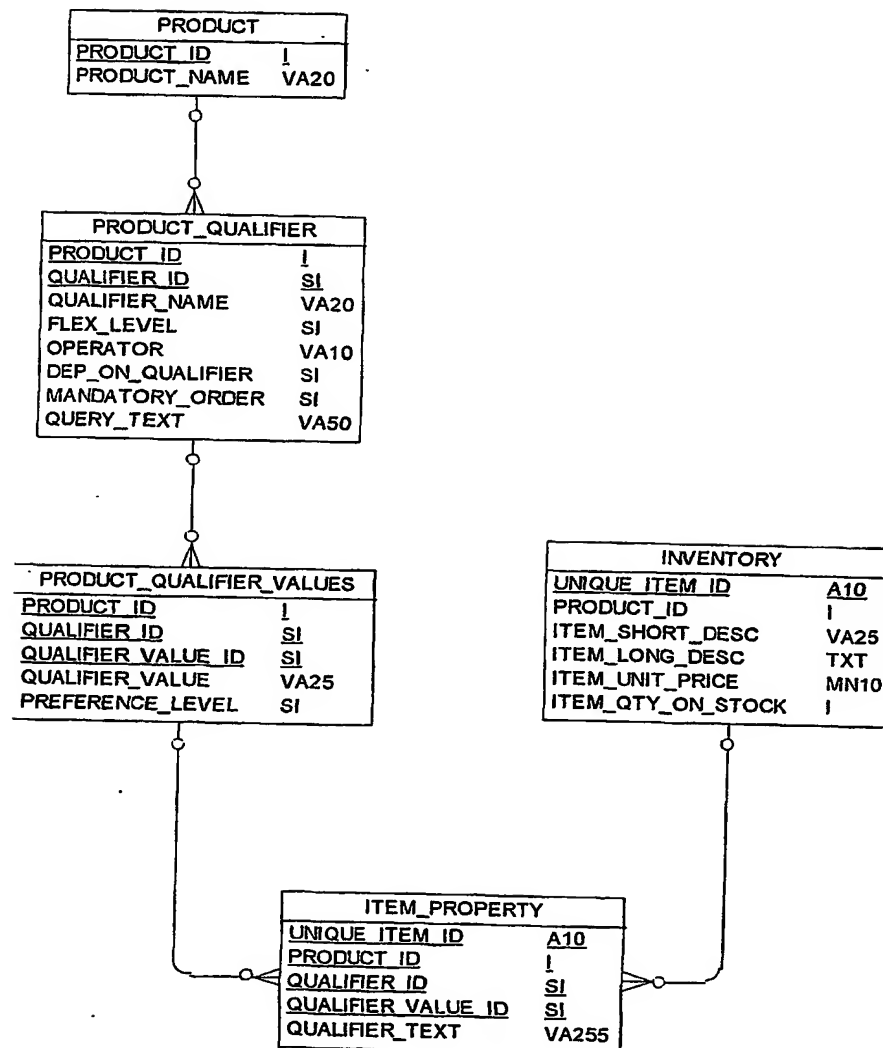 PRODUCT
PRODUCT_ID I
PRODUCT_NAME VA20
PRODUCT_QUALIFIER
PRODUCT_ID I
QUALIFIER_ID SI
QUALIFIER_NAME VA20
FLEX_LEVEL SI
OPERATOR VA10
DEP_ON_QUALIFIER SI
MANDATORY_ORDER SI
QUERY_TEXT VA50
PRODUCT_QUALIFIER_VALUES
PRODUCT_ID I
QUALIFIER_ID SI
QUALIFIER_VALUE_ID SI
QUALIFIER_VALUE VA25
PREFERENCE_LEVEL SI
INVENTORY
UNIQUE_ITEM_ID A10
PRODUCT_ID I
ITEM_SHORT_DESC VA25
ITEM_LONG_DESC TXT
ITEM_UNIT_PRICE MN10
ITEM_QTY_ON_STOCK I
ITEM_PROPERTY
UNIQUE_ITEM_ID A10
PRODUCT_ID I
QUALIFIER_ID SI
QUALIFIER_VALUE_ID SI
QUALIFIER_TEXT VA255